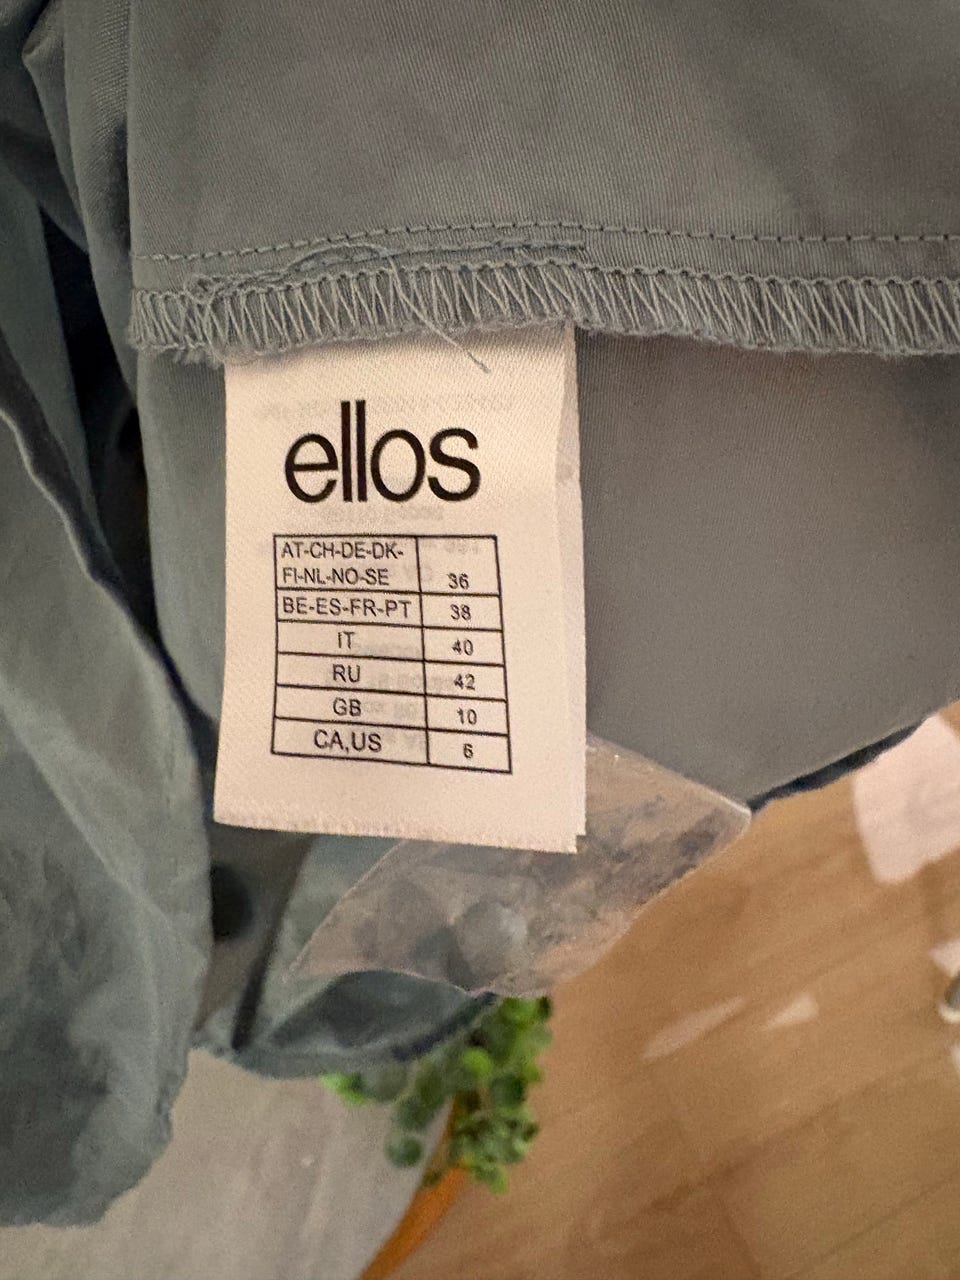 ellos
AT-CH-DE-DK-
FI-NL-NO-SE 36
BE-ES-FR-PT 38
IT 40
RU 42
GB 10
CA,US 6